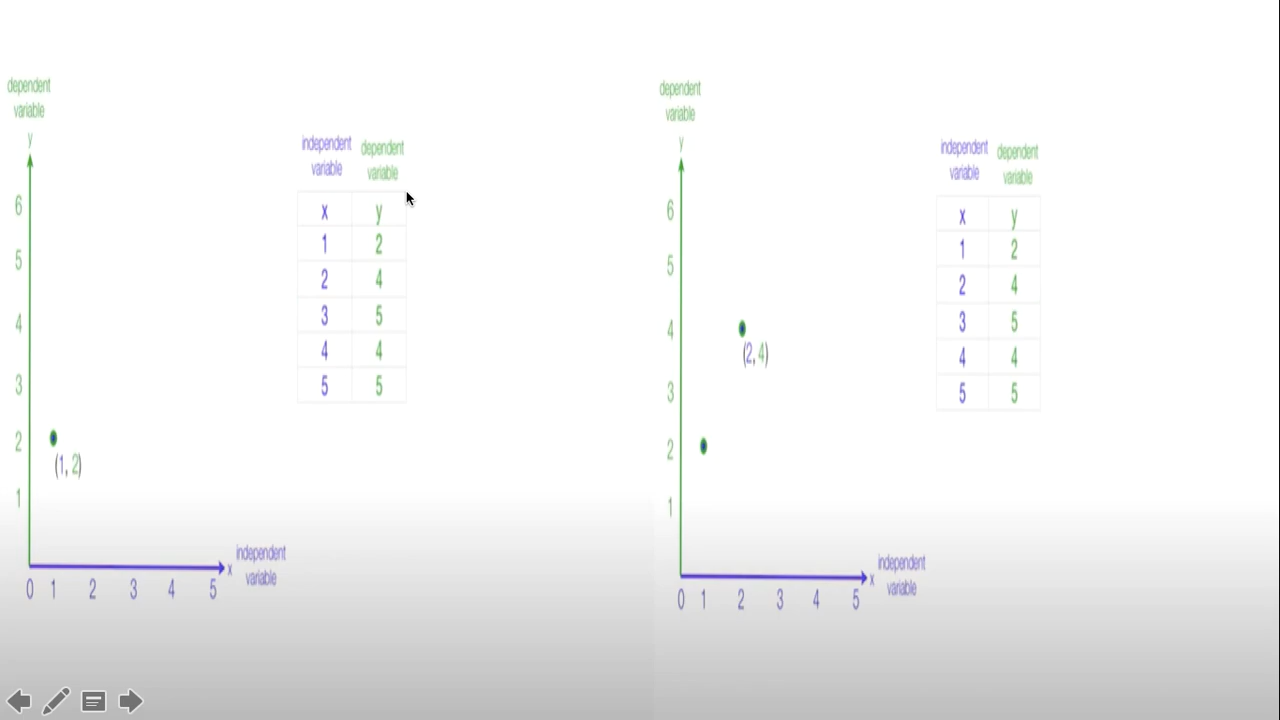 dependent
variable
y
6
5
4
3
2
1
(1, 2)
0 1 2 3 4 5
x
independent
variable
independent
variable
dependent
variable
x y
1 2
2 4
3 5
4 4
5 5
dependent
variable
y
6
5
4
3
2
1
(2, 4)
0 1 2 3 4 5
x
independent
variable
independent
variable
dependent
variable
x y
1 2
2 4
3 5
4 4
5 5